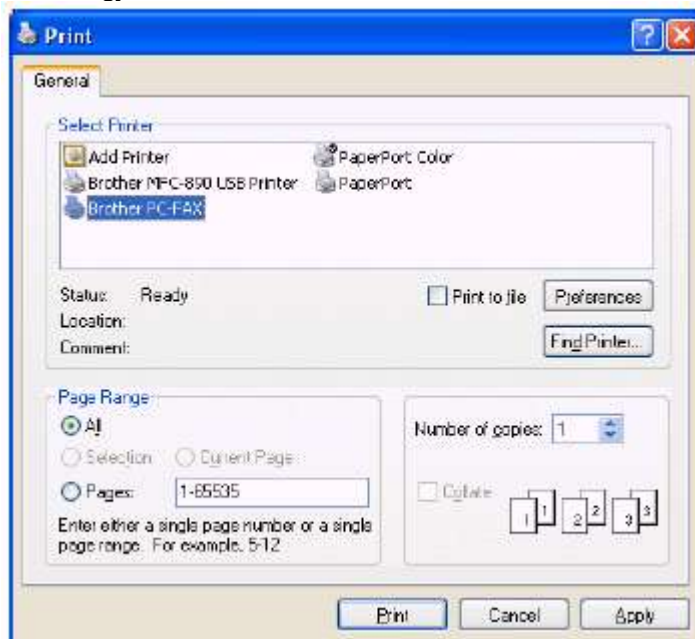 Print
General
Select Printer
Add Printer
PaperPort Color
Brother MFC-890 USB Printer
PaperPort
Brother PC-FAX
Status: Ready
Print to file
Preferences
Location:
Comment:
Find Printer...
Page Range
All
Selection
Current Page
Pages: 1-65535
Enter either a single page number or a single
page range. For example, 5-12
Number of copies: 1
Collate
1 1 2 2 3 3
Print
Cancel
Apply